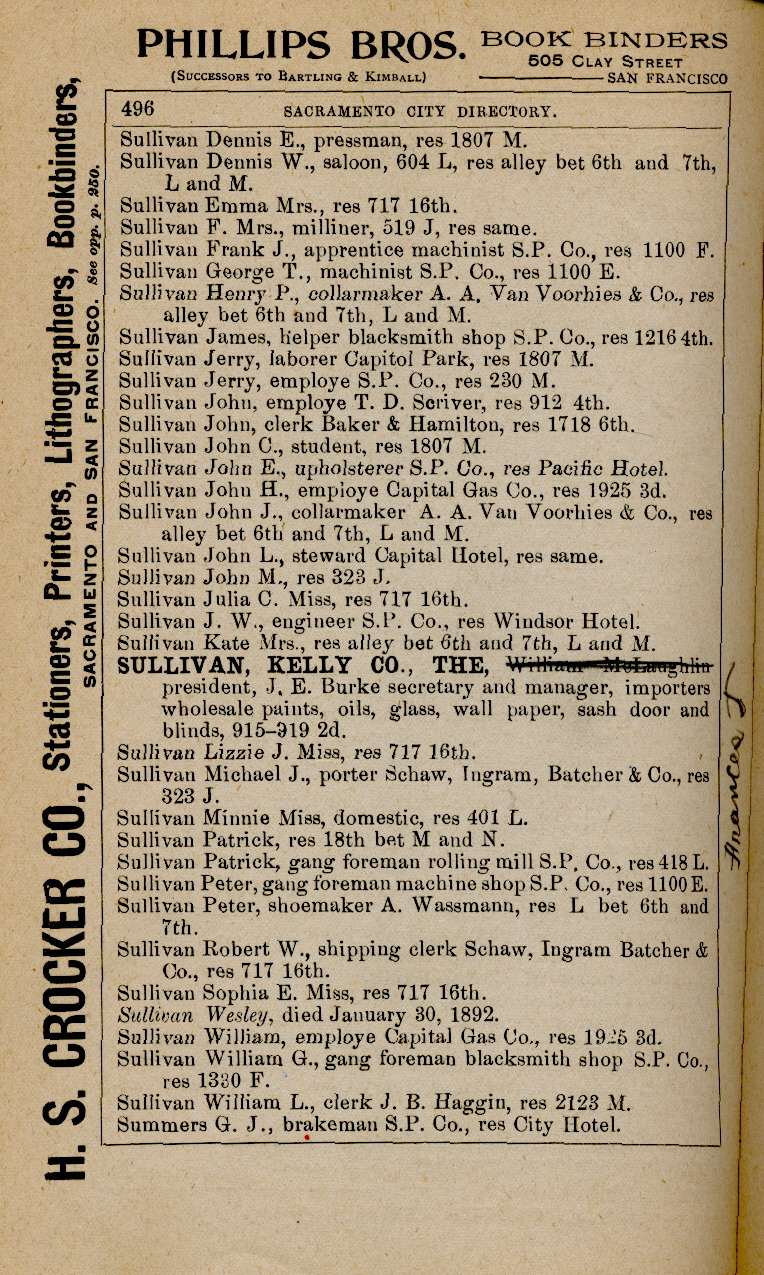 PHILLIPS BROS. BOOK BINDERS
505 CLAY STREET
(SUCCESSORS TO BARTLING & KIMBALL) SAN FRANCISCO
496 SACRAMENTO CITY DIRECTORY.
Sullivan Dennis E., pressman, res 1807 M.
Sullivan Dennis W., saloon, 604 L, res alley bet 6th and 7th,
L and M.
Sullivan Emma Mrs., res 717 16th.
Sullivan F. Mrs., milliner, 519 J, res same.
Sullivan Frank J., apprentice machinist S.P. Co., res 1100 F.
Sullivan George T., machinist S.P. Co., res 1100 E.
Sullivan Henry P., collarmaker A. A. Van Voorhies & Co., res
alley bet 6th and 7th, L and M.
Sullivan James, helper blacksmith shop S.P. Co., res 1216 4th.
Sullivan Jerry, laborer Capitol Park, res 1807 M.
Sullivan Jerry, employe S.P. Co., res 230 M.
Sullivan John, employe T. D. Scriver, res 912 4th.
Sullivan John, clerk Baker & Hamilton, res 1718 6th.
Sullivan John C., student, res 1807 M.
Sullivan John E., upholsterer S.P. Co., res Pacific Hotel.
Sullivan John H., employe Capital Gas Co., res 1925 3d.
Sullivan John J., collarmaker A. A. Van Voorhies & Co., res
alley bet 6th and 7th, L and M.
Sullivan John L., steward Capital Hotel, res same.
Sullivan John M., res 323 J.
Sullivan Julia C. Miss, res 717 16th.
Sullivan J. W., engineer S.P. Co., res Windsor Hotel.
Sullivan Kate Mrs., res alley bet 6th and 7th, L and M.
SULLIVAN, KELLY CO., THE, William McLaughlin
president, J. E. Burke secretary and manager, importers
wholesale paints, oils, glass, wall paper, sash door and
blinds, 915-919 2d.
Sullivan Lizzie J. Miss, res 717 16th.
Sullivan Michael J., porter Schaw, Ingram, Batcher & Co., res
323 J.
Sullivan Minnie Miss, domestic, res 401 L.
Sullivan Patrick, res 18th bet M and N.
Sullivan Patrick, gang foreman rolling mill S.P. Co., res 418 L.
Sullivan Peter, gang foreman machine shop S.P. Co., res 1100 E.
Sullivan Peter, shoemaker A. Wassmann, res L bet 6th and
7th.
Sullivan Robert W., shipping clerk Schaw, Ingram Batcher &
Co., res 717 16th.
Sullivan Sophia E. Miss, res 717 16th.
Sullivan Wesley, died January 30, 1892.
Sullivan William, employe Capital Gas Co., res 1925 3d.
Sullivan William G., gang foreman blacksmith shop S.P. Co.,
res 1330 F.
Sullivan William L., clerk J. B. Haggin, res 2123 M.
Summers G. J., brakeman S.P. Co., res City Hotel.
H. S. CROCKER CO., Stationers, Printers, Lithographers, Bookbinders,
SACRAMENTO AND SAN FRANCISCO. See opp. p. 250.
Frances